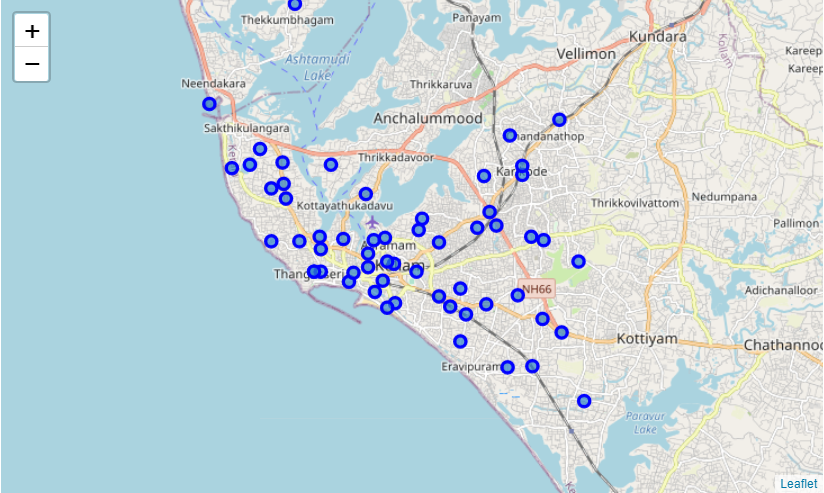 +
−
Thekkumbhagam
Panayam
Kundara
Vellimon
Ashtamudi
Lake
Kollam
Kareep
Kareep
Neendakara
Thrikkaruva
Sakthikulangara
Anchalummood
Chandanathop
Thrikkadavoor
Kottayathukadavu
Thrikkovilvattom
Nedumpana
Pallimon
NH66
Adichanalloor
Kottiyam
Chathannoo
Eravipuram
Paravur
Lake
Leaflet